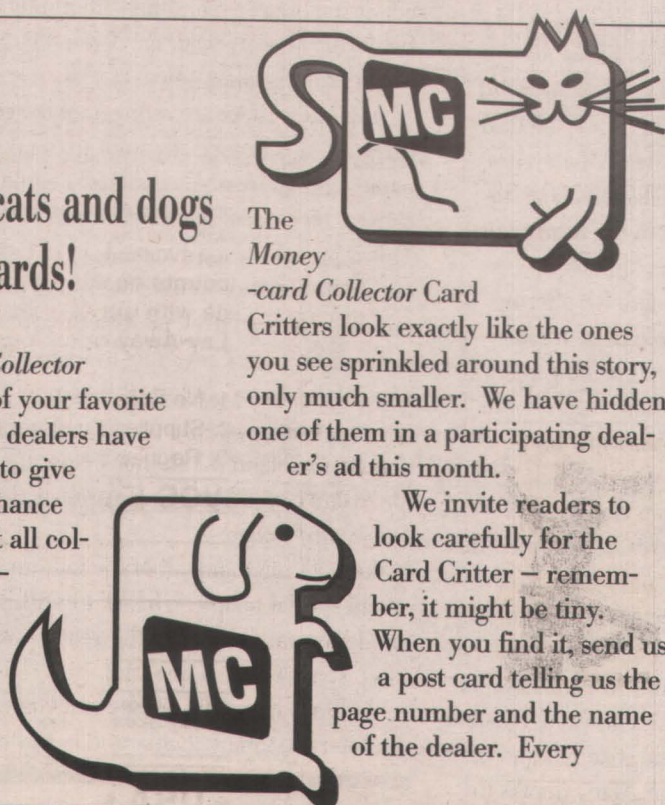 cats and dogs
ards!
Collector
of your favorite
dealers have
to give
hance
t all col-
-
MC
The
Money
-card Collector Card
Critters look exactly like the ones
you see sprinkled around this story,
only much smaller. We have hidden
one of them in a participating deal-
er's ad this month.
We invite readers to
look carefully for the
Card Critter – remem-
ber, it might be tiny.
When you find it, send us
a post card telling us the
page number and the name
of the dealer. Every
MC